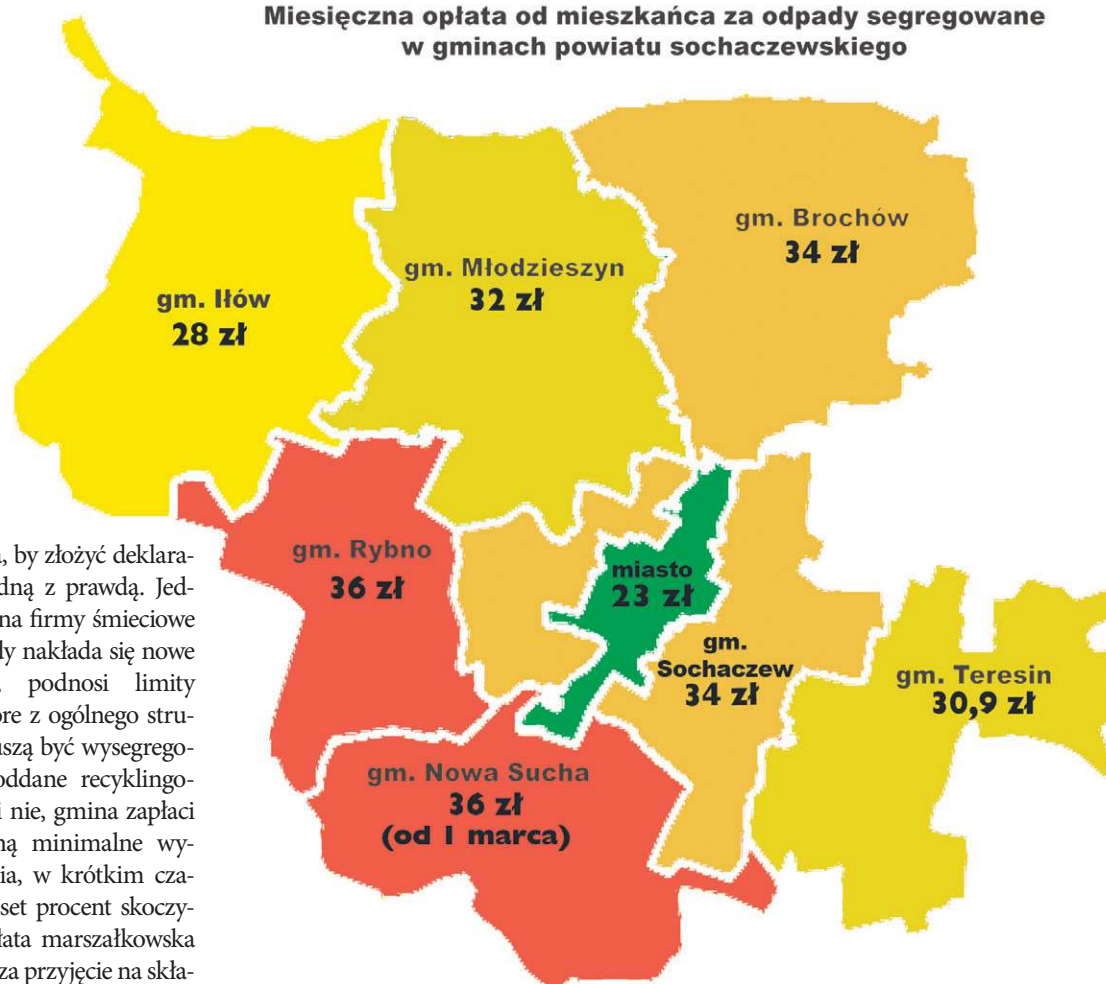 Miesięczna opłata od mieszkańca za odpady segregowane
w gminach powiatu sochaczewskiego
gm. Brochów
34 zł
gm. Młodzieszyn
32 zł
gm. Iłów
28 zł
gm. Rybno
36 zł
miasto
23 zł
gm.
Sochaczew
34 zł
gm. Teresin
30,9 zł
gm. Nowa Sucha
36 zł
(od 1 marca)
, by złożyć deklara-
dną z prawdą. Jed-
na firmy śmieciowe
ły nakłada się nowe
, podnosi limity
óre z ogólnego stru-
uszą być wysegrego-
oddane recyklingo-
i nie, gmina zapłaci
ną minimalne wy-
ia, w krótkim cza-
set procent skoczy-
łata marszałkowska
za przyjęcie na skła-